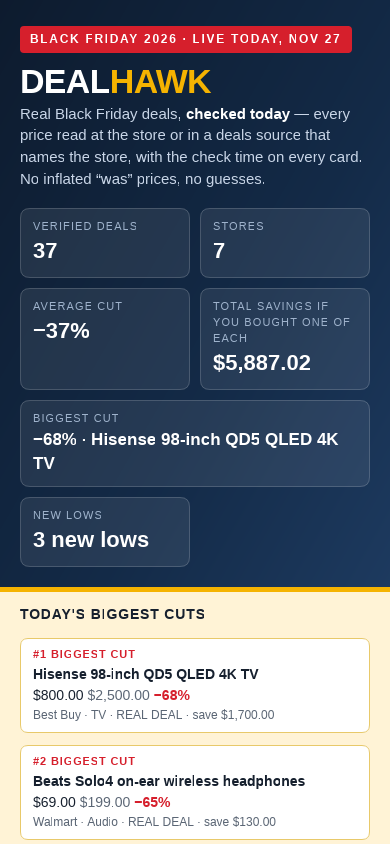 BLACK FRIDAY 2026 · LIVE TODAY, NOV 27
DEALHAWK
Real Black Friday deals, checked today — every
price read at the store or in a deals source that
names the store, with the check time on every card.
No inflated “was” prices, no guesses.
VERIFIED DEALS
37
STORES
7
AVERAGE CUT
−37%
TOTAL SAVINGS IF
YOU BOUGHT ONE OF
EACH
$5,887.02
BIGGEST CUT
−68% · Hisense 98-inch QD5 QLED 4K
TV
NEW LOWS
3 new lows
TODAY'S BIGGEST CUTS
#1 BIGGEST CUT
Hisense 98-inch QD5 QLED 4K TV
$800.00 $2,500.00 −68%
Best Buy · TV · REAL DEAL · save $1,700.00
#2 BIGGEST CUT
Beats Solo4 on-ear wireless headphones
$69.00 $199.00 −65%
Walmart · Audio · REAL DEAL · save $130.00